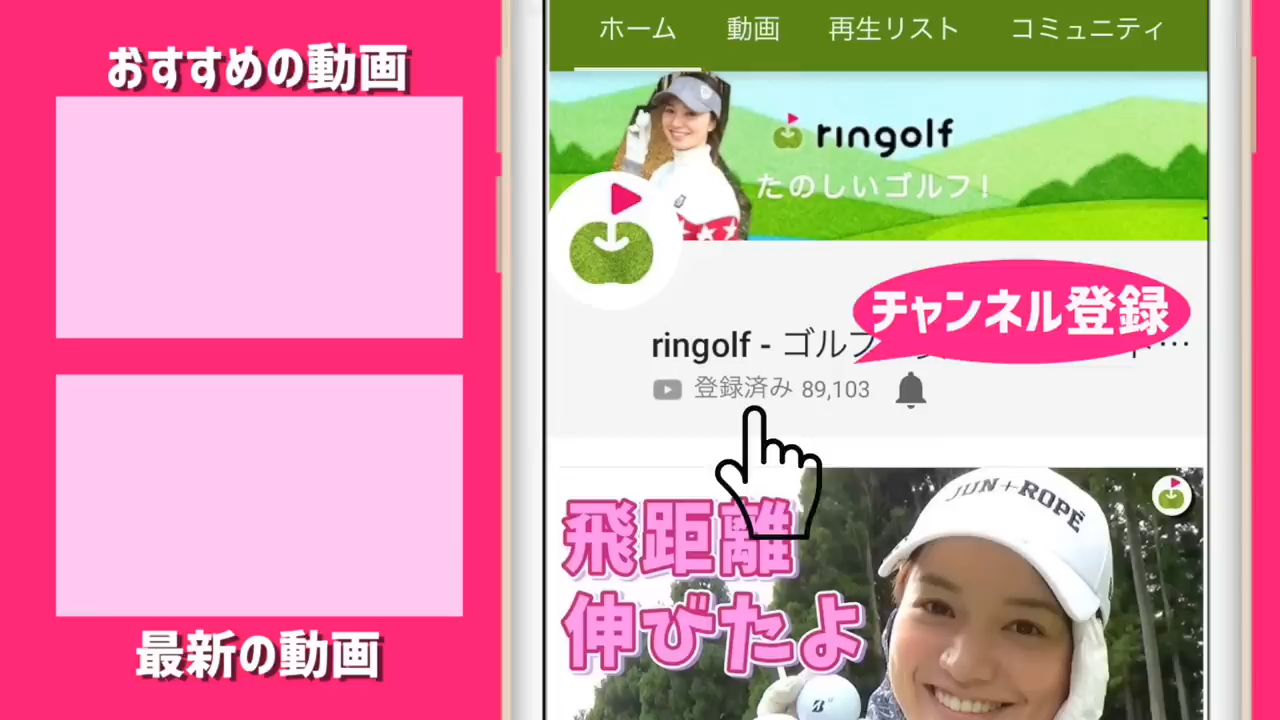 おすすめの動画
最新の動画
ホーム 動画 再生リスト コミュニティ
ringolf
たのしいゴルフ!
チャンネル登録
ringolf - ゴルフ
登録済み 89,103
JUN+ROPÉ
飛距離
伸びたよ
B